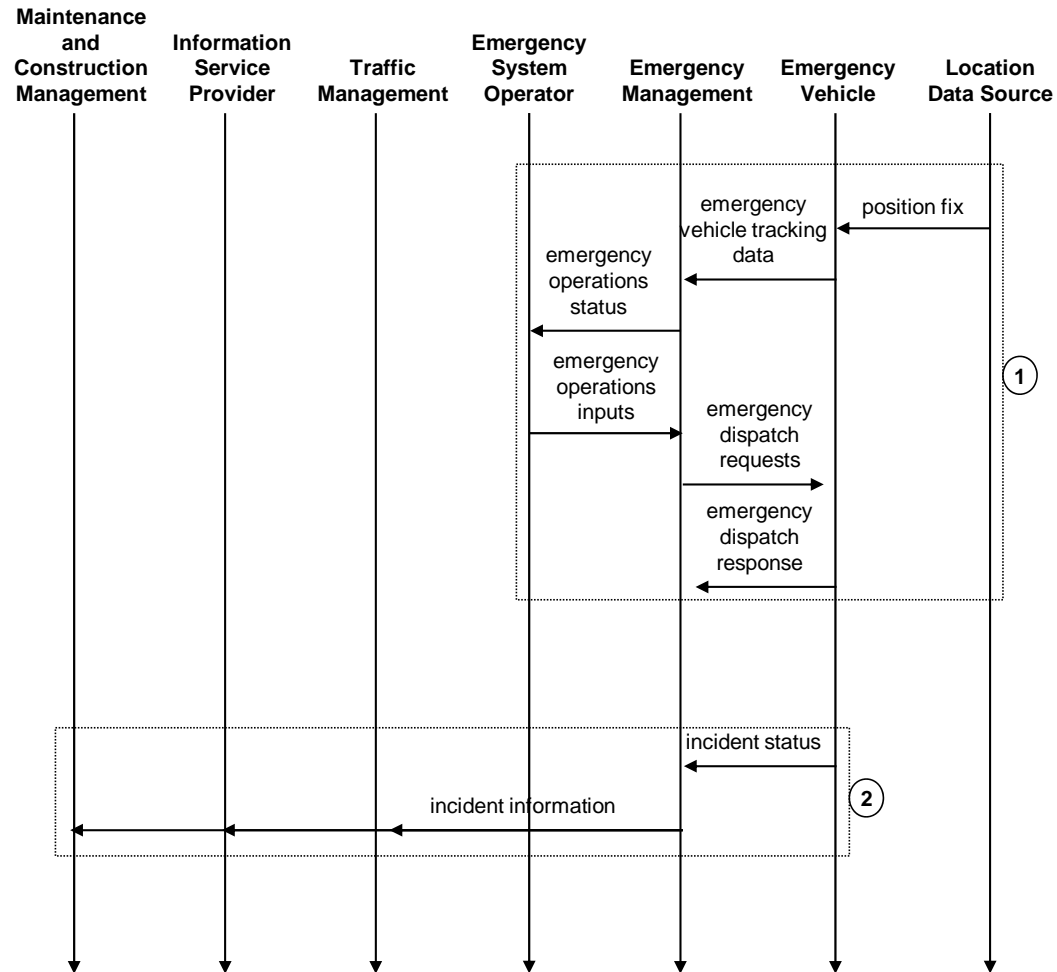 Maintenance
and
Construction
Management
Information
Service
Provider
Traffic
Management
Emergency
System
Operator
Emergency
Management
Emergency
Vehicle
Location
Data Source
position fix
emergency
vehicle tracking
data
emergency
operations
status
1
emergency
operations
inputs
emergency
dispatch
requests
emergency
dispatch
response
incident status
2
incident information